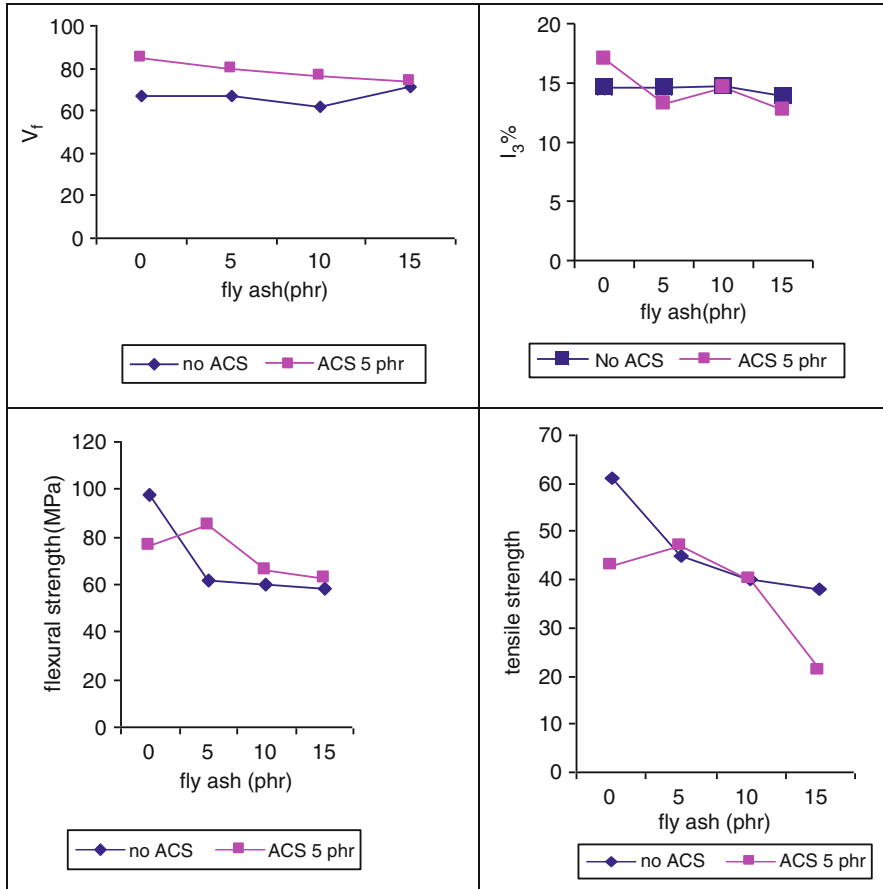 100
80
60
40
20
0
V_f
0 5 10 15
fly ash(phr)
no ACS ACS 5 phr
20
15
10
5
0
I_3%
0 5 10 15
fly ash(phr)
No ACS ACS 5 phr
120
100
80
60
40
20
0
flexural strength(MPa)
0 5 10 15
fly ash (phr)
no ACS ACS 5 phr
70
60
50
40
30
20
10
0
tensile strength
0 5 10 15
fly ash(phr)
no ACS ACS 5 phr